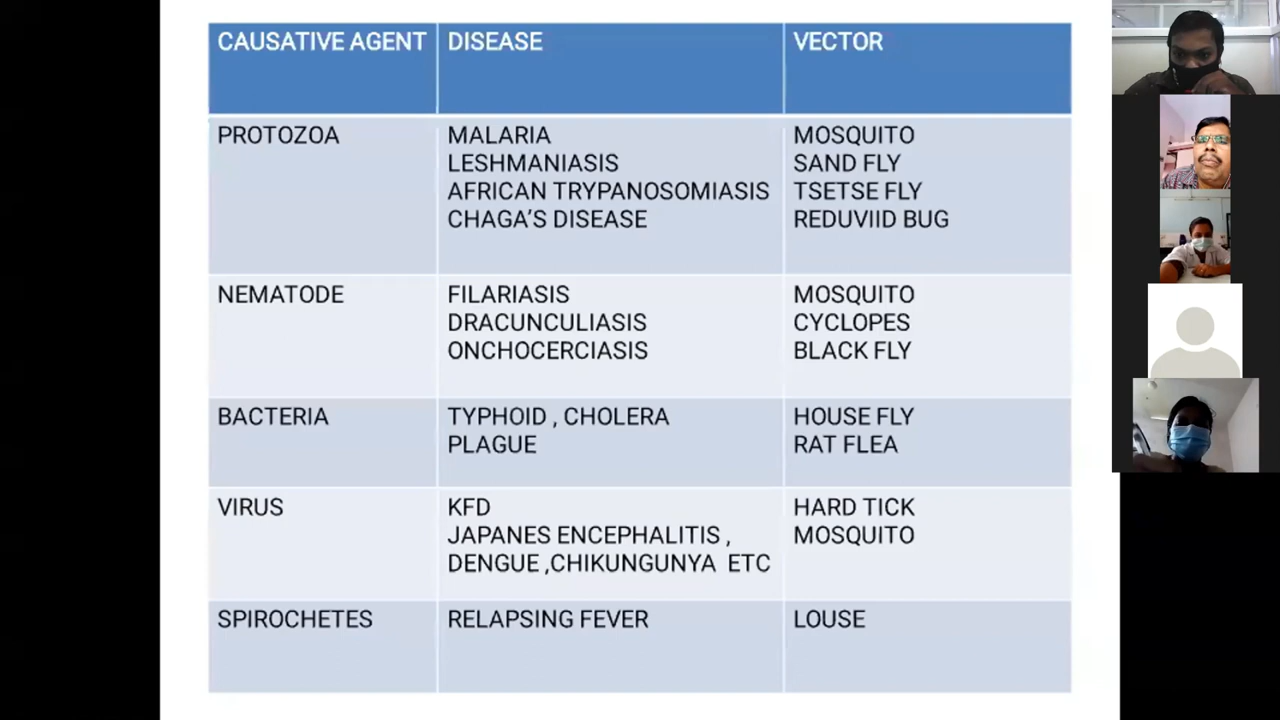 CAUSATIVE AGENT DISEASE VECTOR
PROTOZOA MALARIA MOSQUITO
LESHMANIASIS SAND FLY
AFRICAN TRYPANOSOMIASIS TSETSE FLY
CHAGA'S DISEASE REDUVIID BUG
NEMATODE FILARIASIS MOSQUITO
DRACUNCULIASIS CYCLOPES
ONCHOCERCIASIS BLACK FLY
BACTERIA TYPHOID , CHOLERA HOUSE FLY
PLAGUE RAT FLEA
VIRUS KFD HARD TICK
JAPANES ENCEPHALITIS , MOSQUITO
DENGUE ,CHIKUNGUNYA ETC
SPIROCHETES RELAPSING FEVER LOUSE